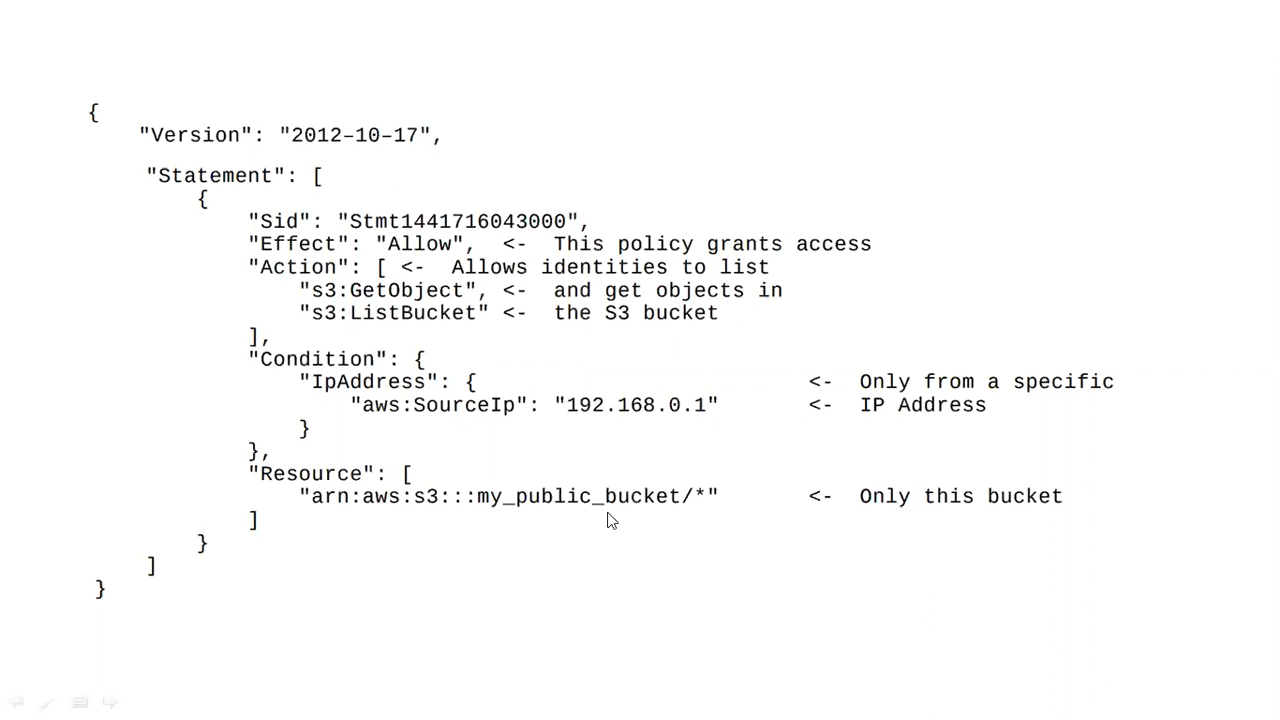 {
"Version": "2012-10-17",
"Statement": [
{
"Sid": "Stmt1441716043000",
"Effect": "Allow", <- This policy grants access
"Action": [ <- Allows identities to list
"s3:GetObject", <- and get objects in
"s3:ListBucket" <- the S3 bucket
],
"Condition": {
"IpAddress": { <- Only from a specific
"aws:SourceIp": "192.168.0.1" <- IP Address
}
},
"Resource": [
"arn:aws:s3:::my_public_bucket/*" <- Only this bucket
]
}
]
}